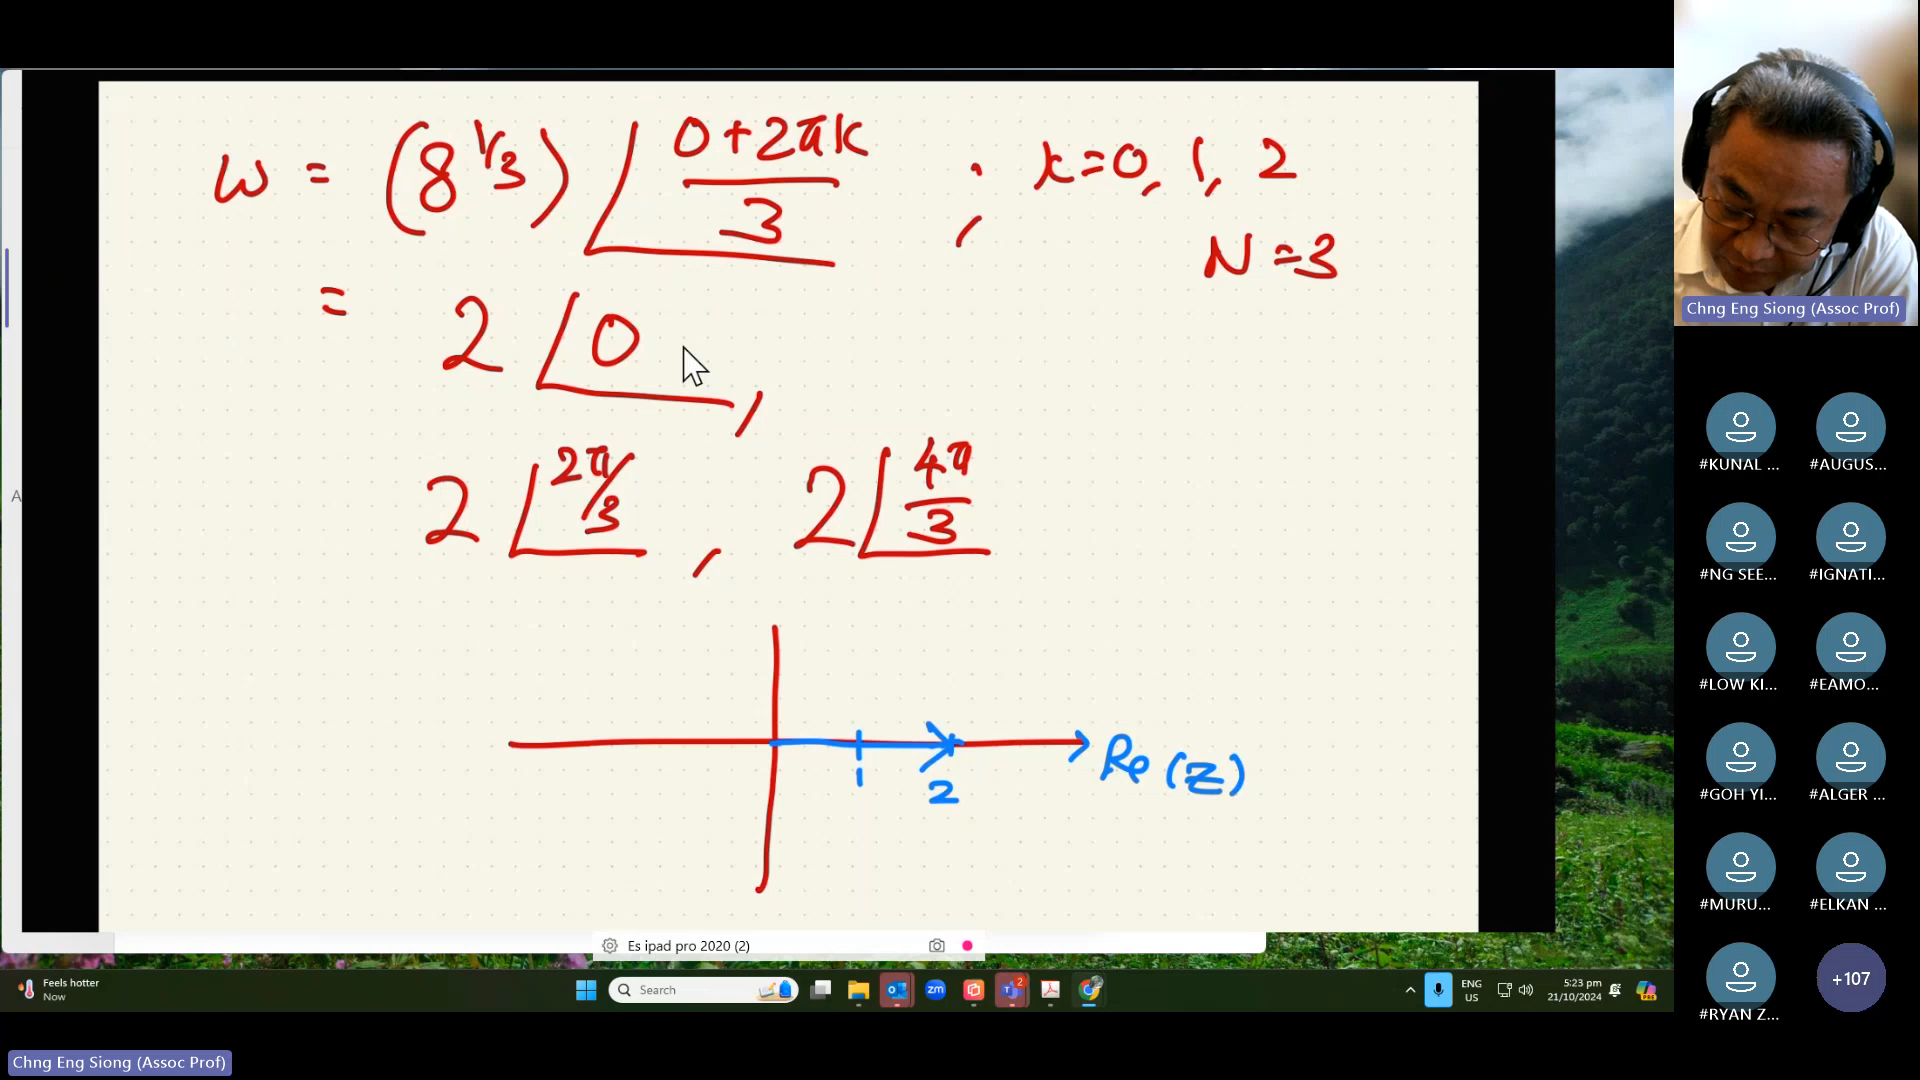 w = (8^1/3) ∠ (0+2πk)/3 ; k=0, 1, 2
N=3
= 2 ∠0,
2 ∠2π/3, 2 ∠4π/3
1
2
Re(z)
A
Es ipad pro 2020 (2)
Feels hotter
Now
Search
zm
2
PRE
ENG
US
5:23 pm
21/10/2024
Chng Eng Siong (Assoc Prof)
Chng Eng Siong (Assoc Prof)
#KUNAL ...
#AUGUS...
#NG SEE...
#IGNATI...
#LOW KI...
#EAMO...
#GOH YI...
#ALGER ...
#MURU...
#ELKAN ...
#RYAN Z...
+107